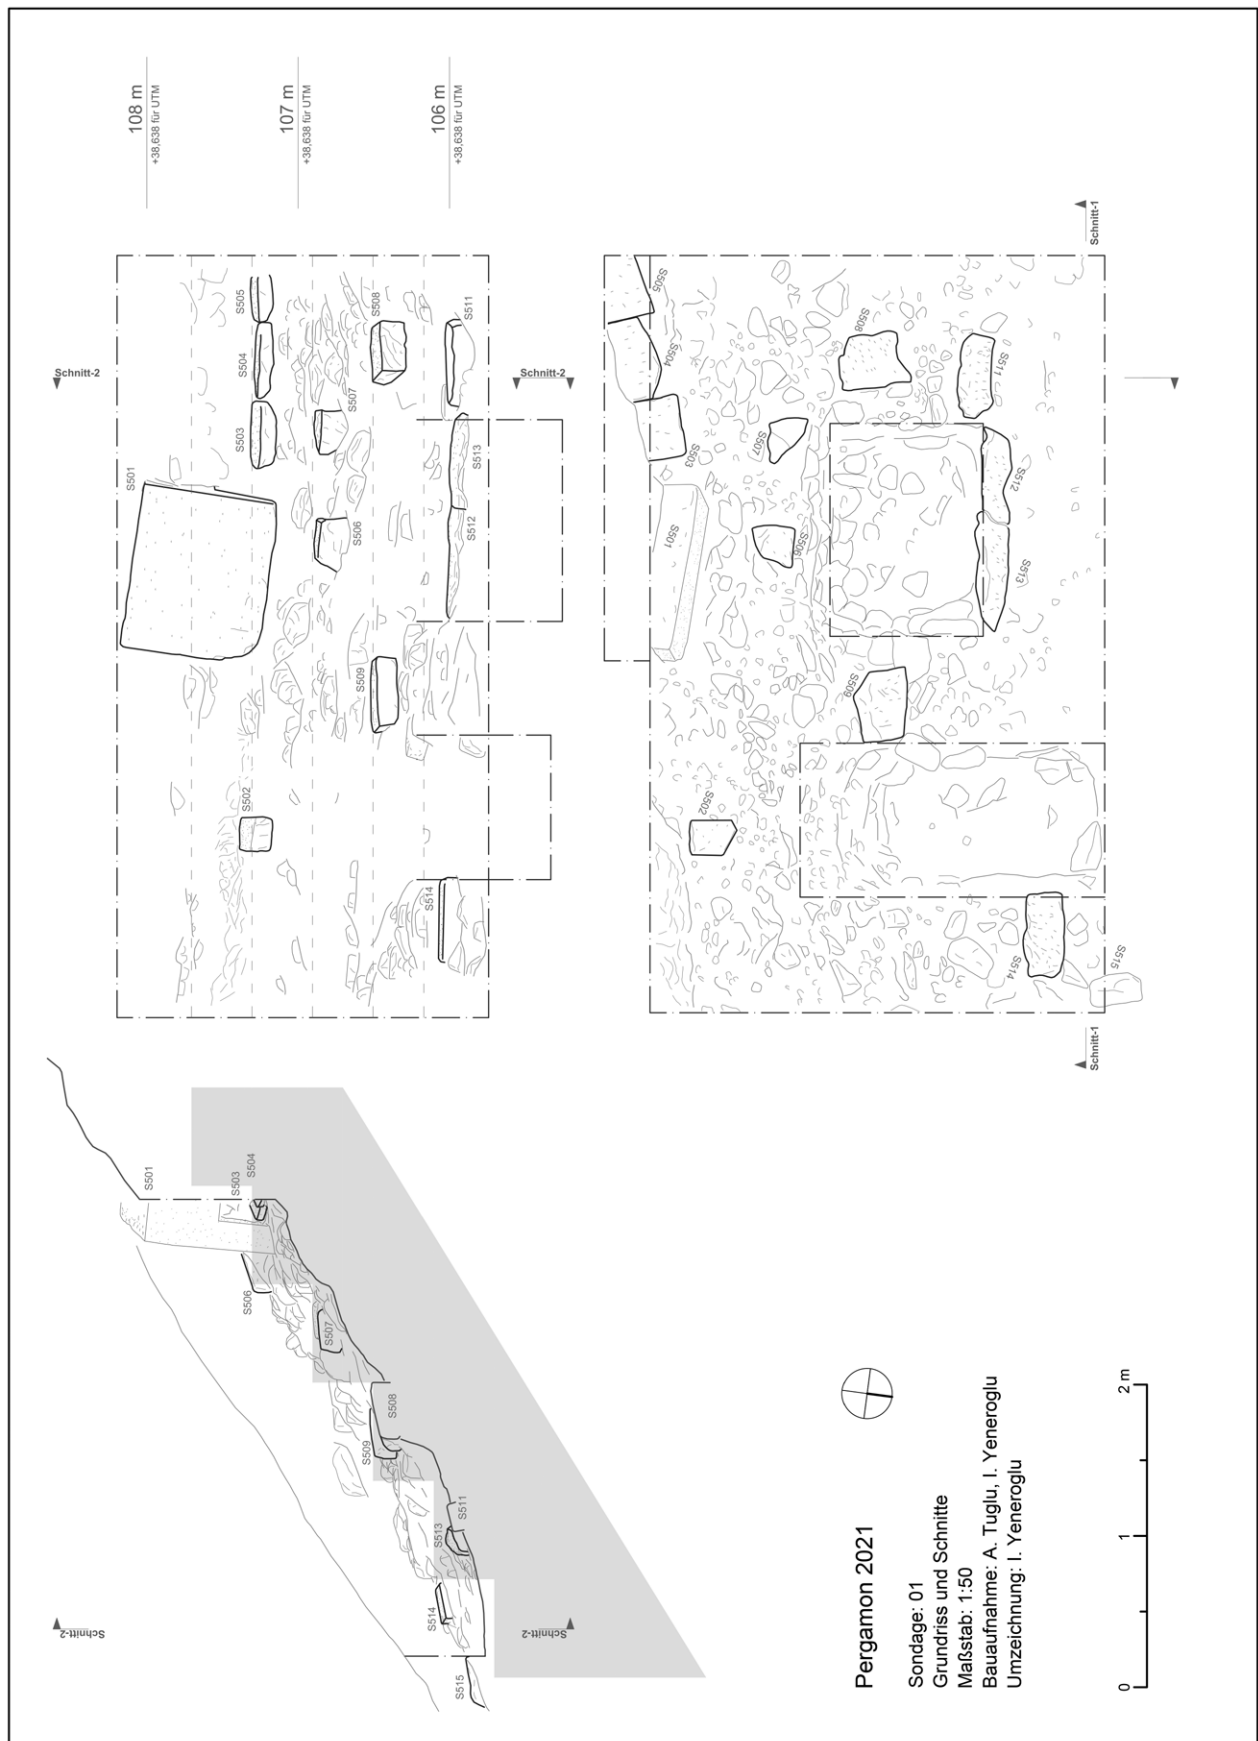 108 m
+38,638 für UTM
107 m
+38,638 für UTM
106 m
+38,638 für UTM
Schnitt-2
Schnitt-2
S505
S504
S503
S501
S508
S507
S506
S511
S513
S512
S509
S502
S514
Schnitt-1
S505
S504
S503
S501
S508
S507
S506
S511
S512
S513
S509
S502
S514
S515
Schnitt-1
S501
S503
S504
S506
S507
S508
S509
S511
S513
S514
S515
Schnitt-2
Schnitt-2
Pergamon 2021
Sondage: 01
Grundriss und Schnitte
Maßstab: 1:50
Bauaufnahme: A. Tuglu, I. Yeneroglu
Umzeichnung: I. Yeneroglu
0 1 2 m